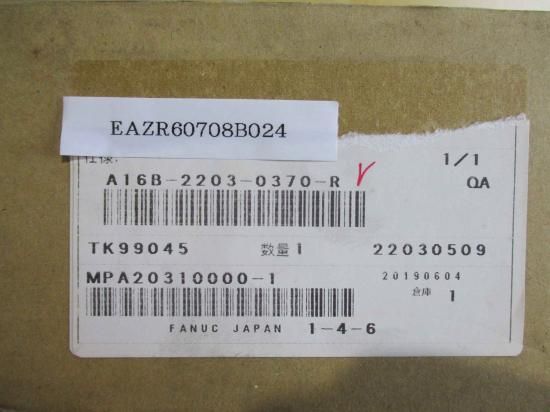 EAZR60708B024
仕様:
1/1
A16B-2203-0370-R
QA
TK99045 数量 1 22030509
MPA20310000-1 20190604
倉庫 1
FANUC JAPAN 1-4-6